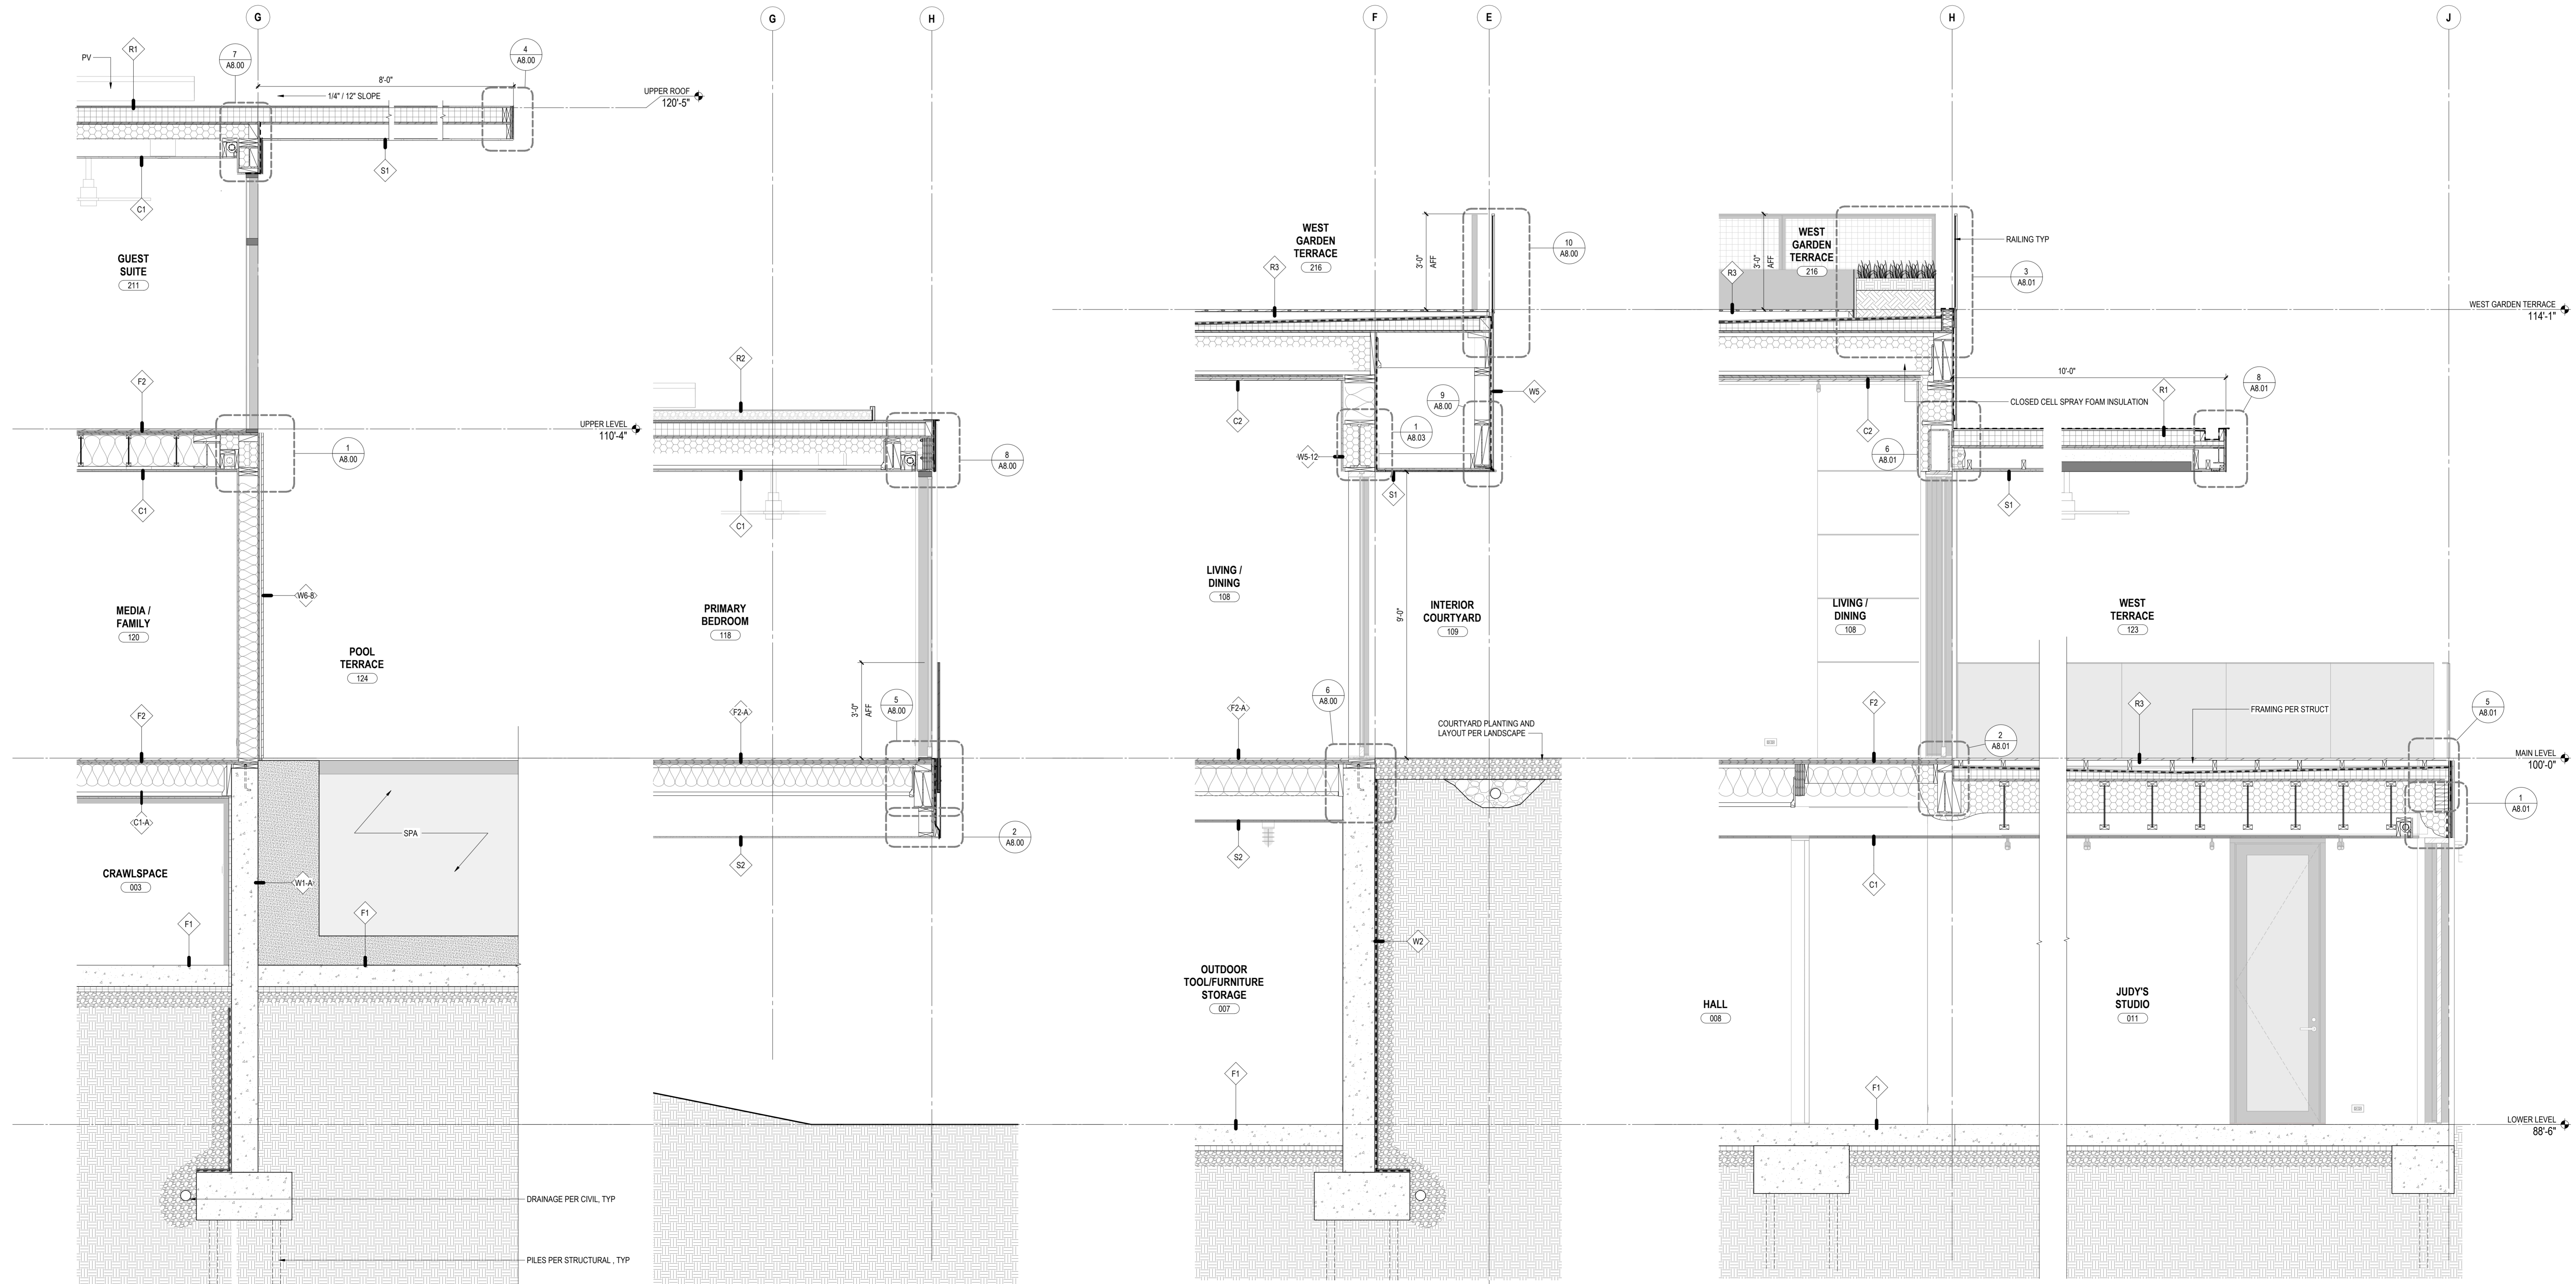 G
7
A8.00
4
A8.00
R1
PV
8'-0"
1/4" / 12" SLOPE
UPPER ROOF
120'-5"
S1
C1
GUEST
SUITE
211
F2
UPPER LEVEL
110'-4"
1
A8.00
C1
W6-8
MEDIA /
FAMILY
120
POOL
TERRACE
124
F2
C1-A
SPA
CRAWLSPACE
003
W1-A
F1
F1
DRAINAGE PER CIVIL, TYP
PILES PER STRUCTURAL , TYP
G
H
R2
8
A8.00
C1
PRIMARY
BEDROOM
118
3'-0"
AFF
5
A8.00
F2-A
2
A8.00
S2
F
E
WEST
GARDEN
TERRACE
216
3'-0"
AFF
10
A8.00
R3
W5
9
A8.00
C2
1
A8.03
W5-12
S1
LIVING /
DINING
108
9'-0"
INTERIOR
COURTYARD
109
6
A8.00
F2-A
COURTYARD PLANTING AND
LAYOUT PER LANDSCAPE
S2
W2
OUTDOOR
TOOL/FURNITURE
STORAGE
007
F1
H
J
WEST
GARDEN
TERRACE
216
RAILING TYP
3'-0"
AFF
R3
3
A8.01
WEST GARDEN TERRACE
114'-1"
10'-0"
8
A8.01
R1
CLOSED CELL SPRAY FOAM INSULATION
C2
6
A8.01
S1
LIVING /
DINING
108
WEST
TERRACE
123
F2
R3
FRAMING PER STRUCT
5
A8.01
2
A8.01
MAIN LEVEL
100'-0"
1
A8.01
C1
HALL
008
JUDY'S
STUDIO
011
F1
LOWER LEVEL
88'-6"